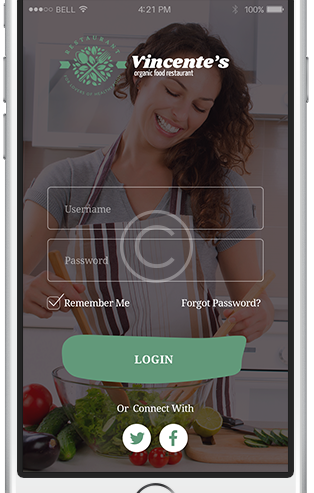 BELL 4:21 PM 100%
RESTAURANT
Vincente's
organic food restaurant
Username
C
Password
Remember Me Forgot Password?
LOGIN
Or Connect With